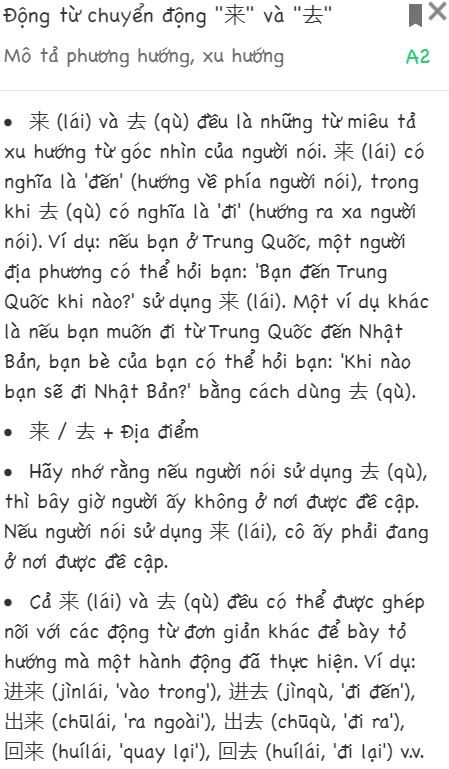 Động từ chuyển động "来" và "去"
Mô tả phương hướng, xu hướng
A2
• 来 (lái) và 去 (qù) đều là những từ miêu tả
xu hướng từ góc nhìn của người nói. 来 (lái) có
nghĩa là 'đến' (hướng về phía người nói), trong
khi 去 (qù) có nghĩa là 'đi' (hướng ra xa người
nói). Ví dụ: nếu bạn ở Trung Quốc, một người
địa phương có thể hỏi bạn: 'Bạn đến Trung
Quốc khi nào?' sử dụng 来 (lái). Một ví dụ khác
là nếu bạn muốn đi từ Trung Quốc đến Nhật
Bản, bạn bè của bạn có thể hỏi bạn: 'Khi nào
bạn sẽ đi Nhật Bản?' bằng cách dùng 去 (qù).
• 来 / 去 + Địa điểm
• Hãy nhớ rằng nếu người nói sử dụng 去 (qù),
thì bây giờ người ấy không ở nơi được đề cập.
Nếu người nói sử dụng 来 (lái), cô ấy phải đang
ở nơi được đề cập.
• Cả 来 (lái) và 去 (qù) đều có thể được ghép
nối với các động từ đơn giản khác để bày tỏ
hướng mà một hành động đã thực hiện. Ví dụ:
进来 (jìnlái, 'vào trong'), 进去 (jìnqù, 'đi đến'),
出来 (chūlái, 'ra ngoài'), 出去 (chūqù, 'đi ra'),
回来 (huílái, 'quay lại'), 回去 (huílái, 'đi lại') v.v.